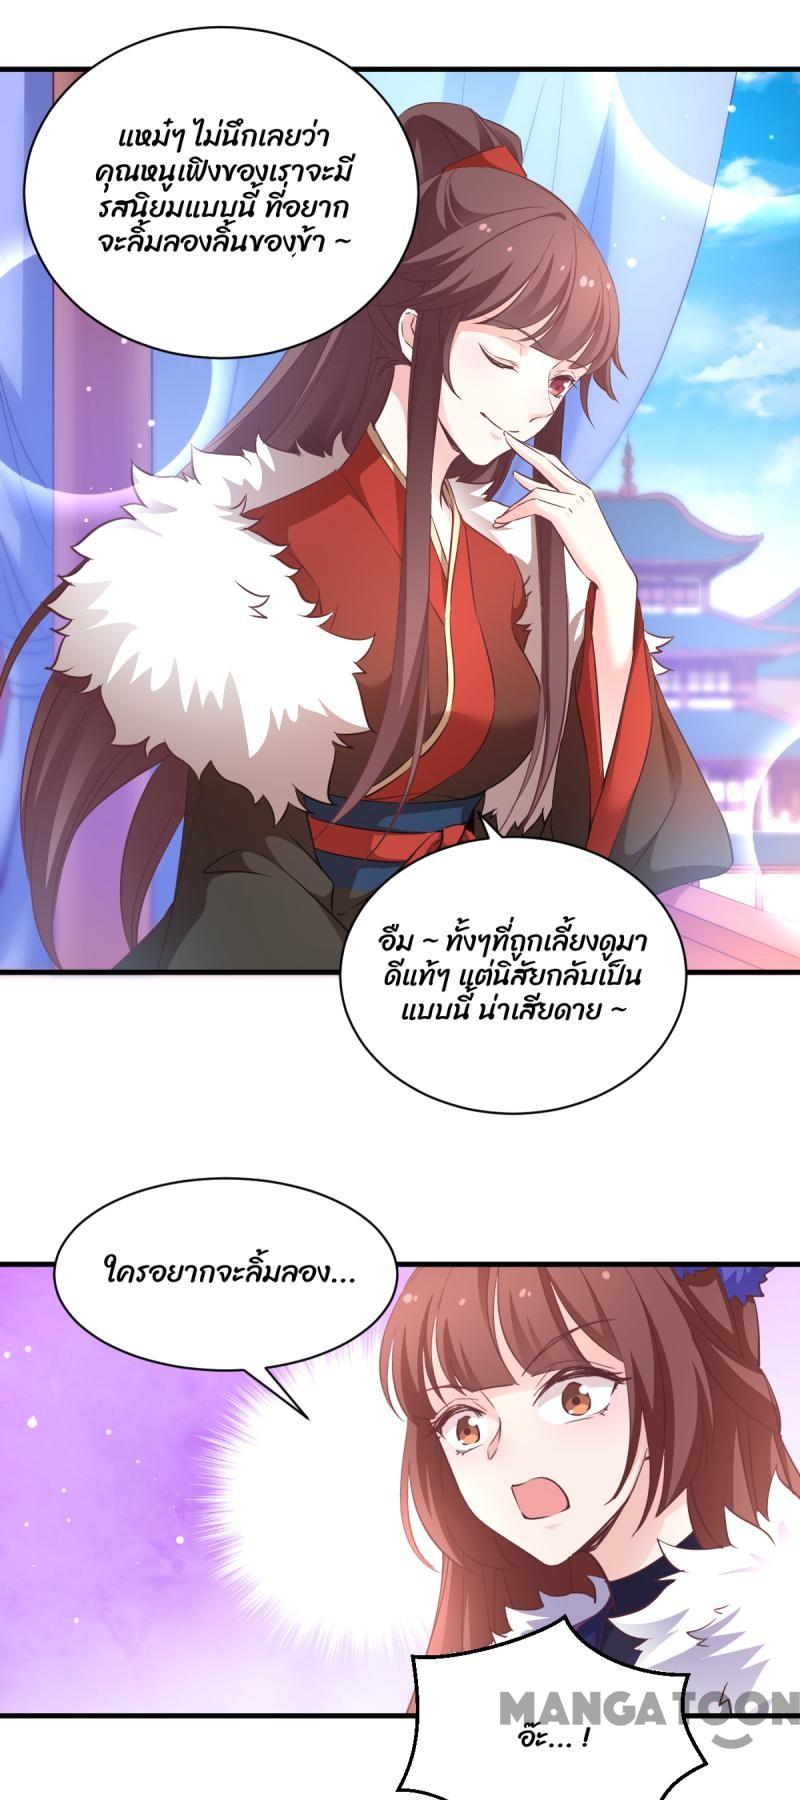 แหม๋ๆ ไม่นึกเลยว่า
คุณหนูเฟิงของเราจะมี
รสนิยมแบบนี้ ที่อยาก
จะลิ้มลองลิ้นของข้า ~
อืม ~ ทั้งๆที่ถูกเลี้ยงดูมา
ดีแท้ๆ แต่นิสัยกลับเป็น
แบบนี้ น่าเสียดาย ~
ใครอยากจะลิ้มลอง...
MANGATOON
อ๊ะ... !